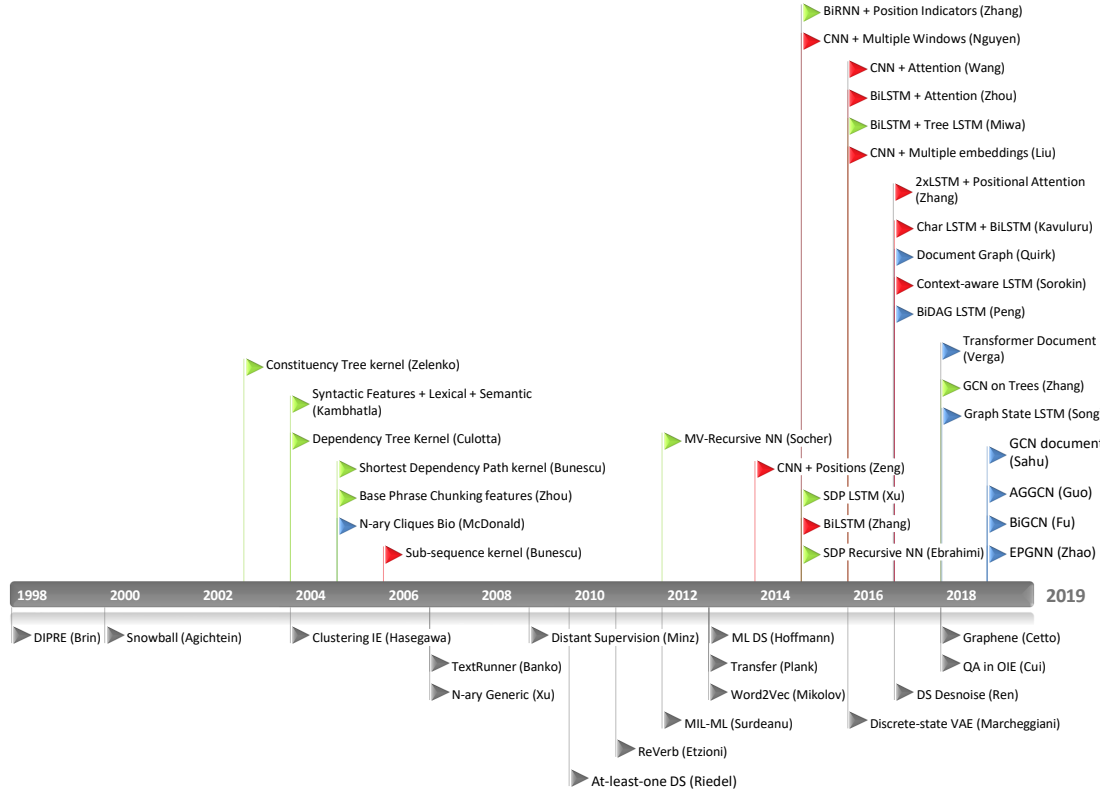 BiRNN + Position Indicators (Zhang)
CNN + Multiple Windows (Nguyen)
CNN + Attention (Wang)
BiLSTM + Attention (Zhou)
BiLSTM + Tree LSTM (Miwa)
CNN + Multiple embeddings (Liu)
2xLSTM + Positional Attention
(Zhang)
Char LSTM + BiLSTM (Kavuluru)
Document Graph (Quirk)
Context-aware LSTM (Sorokin)
BiDAG LSTM (Peng)
Transformer Document
(Verga)
GCN on Trees (Zhang)
Graph State LSTM (Song
GCN document
(Sahu)
AGGCN (Guo)
BiGCN (Fu)
EPGNN (Zhao)
Constituency Tree kernel (Zelenko)
Syntactic Features + Lexical + Semantic
(Kambhatla)
Dependency Tree Kernel (Culotta)
Shortest Dependency Path kernel (Bunescu)
Base Phrase Chunking features (Zhou)
N-ary Cliques Bio (McDonald)
Sub-sequence kernel (Bunescu)
MV-Recursive NN (Socher)
CNN + Positions (Zeng)
SDP LSTM (Xu)
BiLSTM (Zhang)
SDP Recursive NN (Ebrahimi)
1998 2000 2002 2004 2006 2008 2010 2012 2014 2016 2018 2019
DIPRE (Brin)
Snowball (Agichtein)
Clustering IE (Hasegawa)
TextRunner (Banko)
N-ary Generic (Xu)
Distant Supervision (Minz)
ML DS (Hoffmann)
Transfer (Plank)
Word2Vec (Mikolov)
MIL-ML (Surdeanu)
ReVerb (Etzioni)
At-least-one DS (Riedel)
Graphene (Cetto)
QA in OIE (Cui)
DS Desnoise (Ren)
Discrete-state VAE (Marcheggiani)